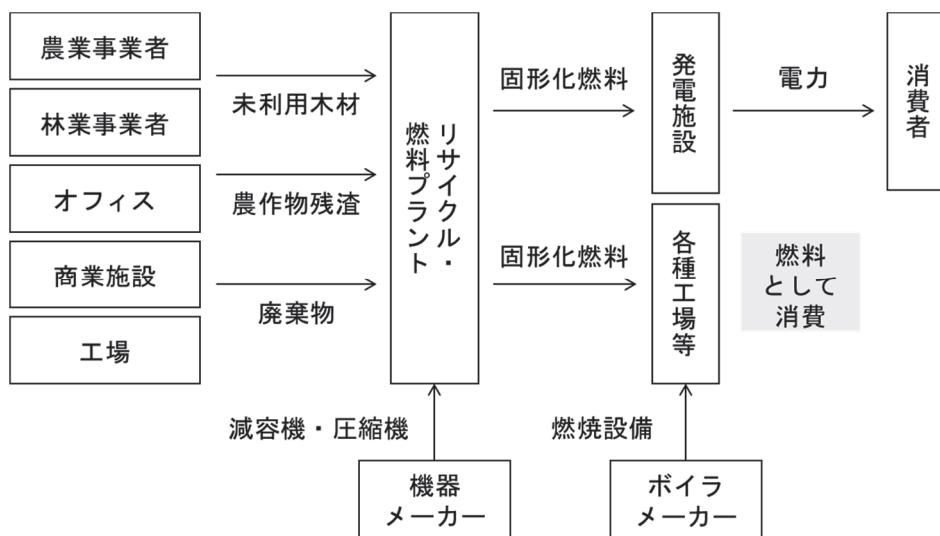 農業事業者
林業事業者
オフィス
商業施設
工場
未利用木材
農作物残渣
廃棄物
リサイクル・
燃料プラント
固形化燃料
固形化燃料
発電施設
各種工場等
電力
消費者
燃料
として
消費
減容機・圧縮機
燃焼設備
機器
メーカー
ボイラ
メーカー